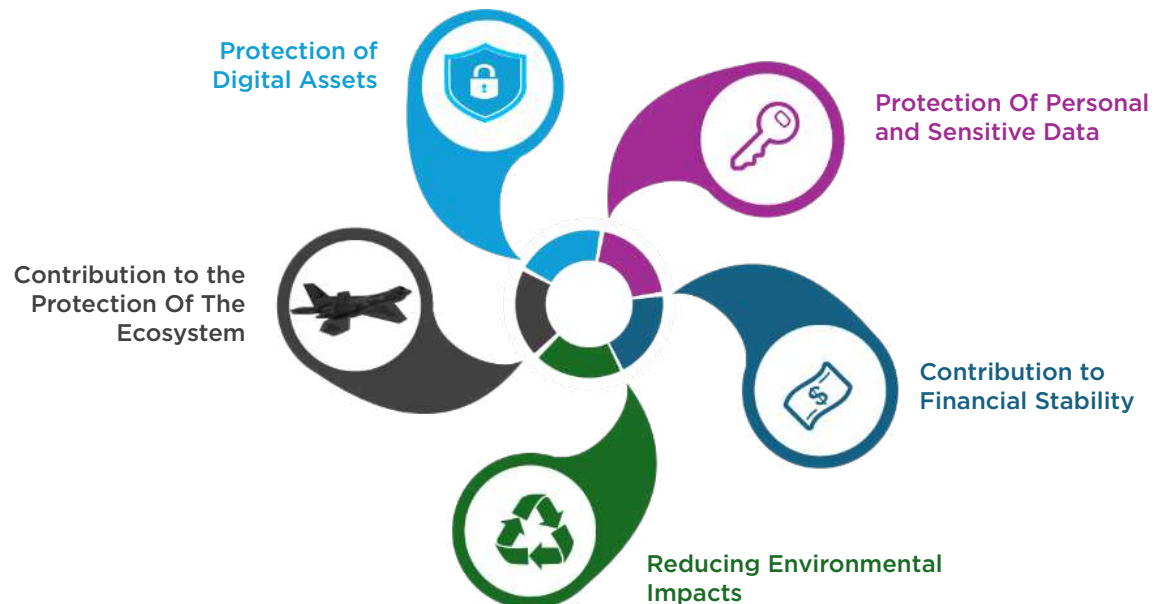 Protection of
Digital Assets
Protection Of Personal
and Sensitive Data
Contribution to the
Protection Of The
Ecosystem
Contribution to
Financial Stability
$
Reducing Environmental
Impacts